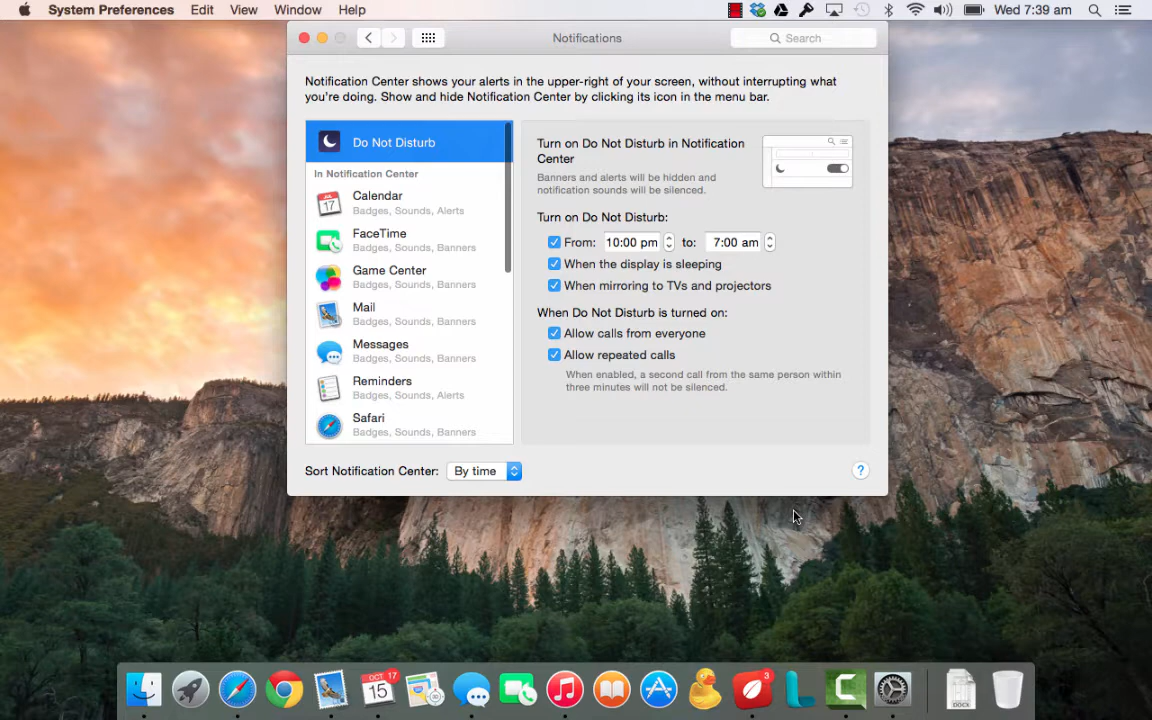 System Preferences Edit View Window Help Wed 7:39 am
Notifications Search
Notification Center shows your alerts in the upper-right of your screen, without interrupting what
you're doing. Show and hide Notification Center by clicking its icon in the menu bar.
Do Not Disturb
In Notification Center
17
Calendar
Badges, Sounds, Alerts
FaceTime
Badges, Sounds, Banners
Game Center
Badges, Sounds, Banners
Mail
Badges, Sounds, Banners
Messages
Badges, Sounds, Banners
Reminders
Badges, Sounds, Alerts
Safari
Badges, Sounds, Banners
Turn on Do Not Disturb in Notification
Center
Banners and alerts will be hidden and
notification sounds will be silenced.
Turn on Do Not Disturb:
From: 10:00 pm to: 7:00 am
When the display is sleeping
When mirroring to TVs and projectors
When Do Not Disturb is turned on:
Allow calls from everyone
Allow repeated calls
When enabled, a second call from the same person within
three minutes will not be silenced.
Sort Notification Center: By time ?
OCT 17
15
3
C
DOCX